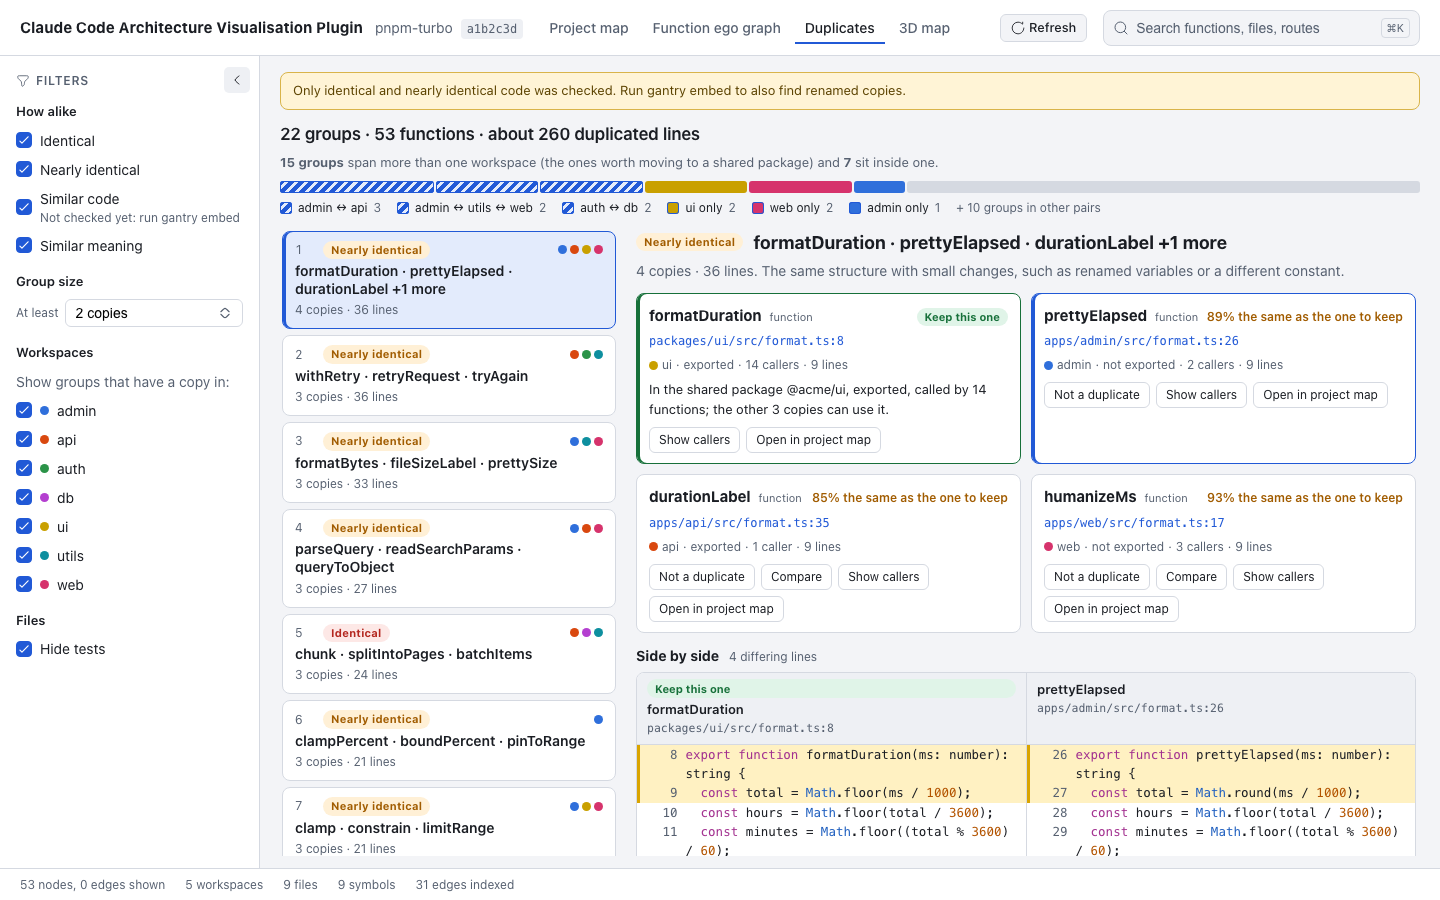 Claude Code Architecture Visualisation Plugin pnpm-turbo a1b2c3d Project map Function ego graph Duplicates 3D map Refresh Search functions, files, routes ⌘K
FILTERS
How alike
Identical
Nearly identical
Similar code
Not checked yet: run gantry embed
Similar meaning
Group size
At least 2 copies
Workspaces
Show groups that have a copy in:
admin
api
auth
db
ui
utils
web
Files
Hide tests
Only identical and nearly identical code was checked. Run gantry embed to also find renamed copies.
22 groups · 53 functions · about 260 duplicated lines
15 groups span more than one workspace (the ones worth moving to a shared package) and 7 sit inside one.
admin ↔ api 3 admin ↔ utils ↔ web 2 auth ↔ db 2 ui only 2 web only 2 admin only 1 + 10 groups in other pairs
1 Nearly identical
formatDuration · prettyElapsed ·
durationLabel +1 more
4 copies · 36 lines
2 Nearly identical
withRetry · retryRequest · tryAgain
3 copies · 36 lines
3 Nearly identical
formatBytes · fileSizeLabel · prettySize
3 copies · 33 lines
4 Nearly identical
parseQuery · readSearchParams ·
queryToObject
3 copies · 27 lines
5 Identical
chunk · splitIntoPages · batchItems
3 copies · 24 lines
6 Nearly identical
clampPercent · boundPercent · pinToRange
3 copies · 21 lines
7 Nearly identical
clamp · constrain · limitRange
3 copies · 21 lines
Nearly identical formatDuration · prettyElapsed · durationLabel +1 more
4 copies · 36 lines. The same structure with small changes, such as renamed variables or a different constant.
formatDuration function Keep this one
packages/ui/src/format.ts:8
ui · exported · 14 callers · 9 lines
In the shared package @acme/ui, exported, called by 14
functions; the other 3 copies can use it.
Show callers Open in project map
prettyElapsed function 89% the same as the one to keep
apps/admin/src/format.ts:26
admin · not exported · 2 callers · 9 lines
Not a duplicate Show callers Open in project map
durationLabel function 85% the same as the one to keep
apps/api/src/format.ts:35
api · exported · 1 caller · 9 lines
Not a duplicate Compare Show callers
Open in project map
humanizeMs function 93% the same as the one to keep
apps/web/src/format.ts:17
web · not exported · 3 callers · 9 lines
Not a duplicate Compare Show callers
Open in project map
Side by side 4 differing lines
Keep this one
formatDuration
packages/ui/src/format.ts:8
8 export function formatDuration(ms: number):
string {
9 const total = Math.floor(ms / 1000);
10 const hours = Math.floor(total / 3600);
11 const minutes = Math.floor((total % 3600)
/ 60);
prettyElapsed
apps/admin/src/format.ts:26
26 export function prettyElapsed(ms: number):
string {
27 const total = Math.round(ms / 1000);
28 const hours = Math.floor(total / 3600);
29 const minutes = Math.floor((total % 3600)
/ 60);
53 nodes, 0 edges shown 5 workspaces 9 files 9 symbols 31 edges indexed